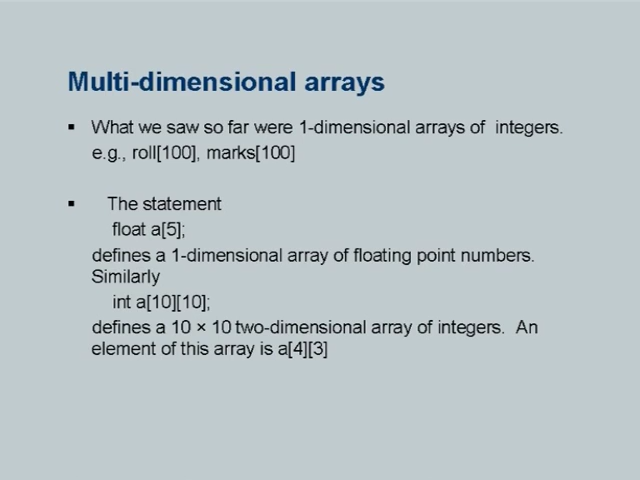 Multi-dimensional arrays
▪ What we saw so far were 1-dimensional arrays of integers.
e.g., roll[100], marks[100]
▪ The statement
float a[5];
defines a 1-dimensional array of floating point numbers.
Similarly
int a[10][10];
defines a 10 × 10 two-dimensional array of integers. An
element of this array is a[4][3]